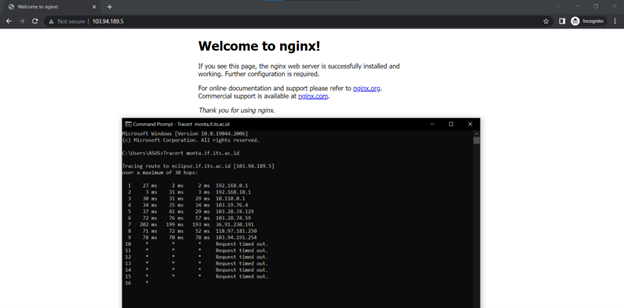 Welcome to nginx!
Not secure | 103.94.189.5
Incognito
Welcome to nginx!
If you see this page, the nginx web server is successfully installed and
working. Further configuration is required.
For online documentation and support please refer to nginx.org.
Commercial support is available at nginx.com.
Thank you for using nginx.
Command Prompt - Tracert monta.if.its.ac.id
Microsoft Windows [Version 10.0.19044.2006]
(c) Microsoft Corporation. All rights reserved.
C:\Users\ASUS>Tracert monta.if.its.ac.id
Tracing route to eclipse.if.its.ac.id [103.94.189.5]
over a maximum of 30 hops:
1 27 ms 2 ms 2 ms 192.168.0.1
2 3 ms 31 ms 3 ms 192.168.18.1
3 30 ms 31 ms 29 ms 10.110.0.1
4 34 ms 35 ms 34 ms 103.19.76.4
5 37 ms 41 ms 29 ms 103.28.74.129
6 72 ms 76 ms 57 ms 103.28.74.59
7 202 ms 199 ms 193 ms 36.91.230.191
8 71 ms 72 ms 52 ms 118.97.181.250
9 78 ms 70 ms 78 ms 103.94.191.254
10 * * * Request timed out.
11 * * * Request timed out.
12 * * * Request timed out.
13 * * * Request timed out.
14 * * * Request timed out.
15 * * * Request timed out.
16 *